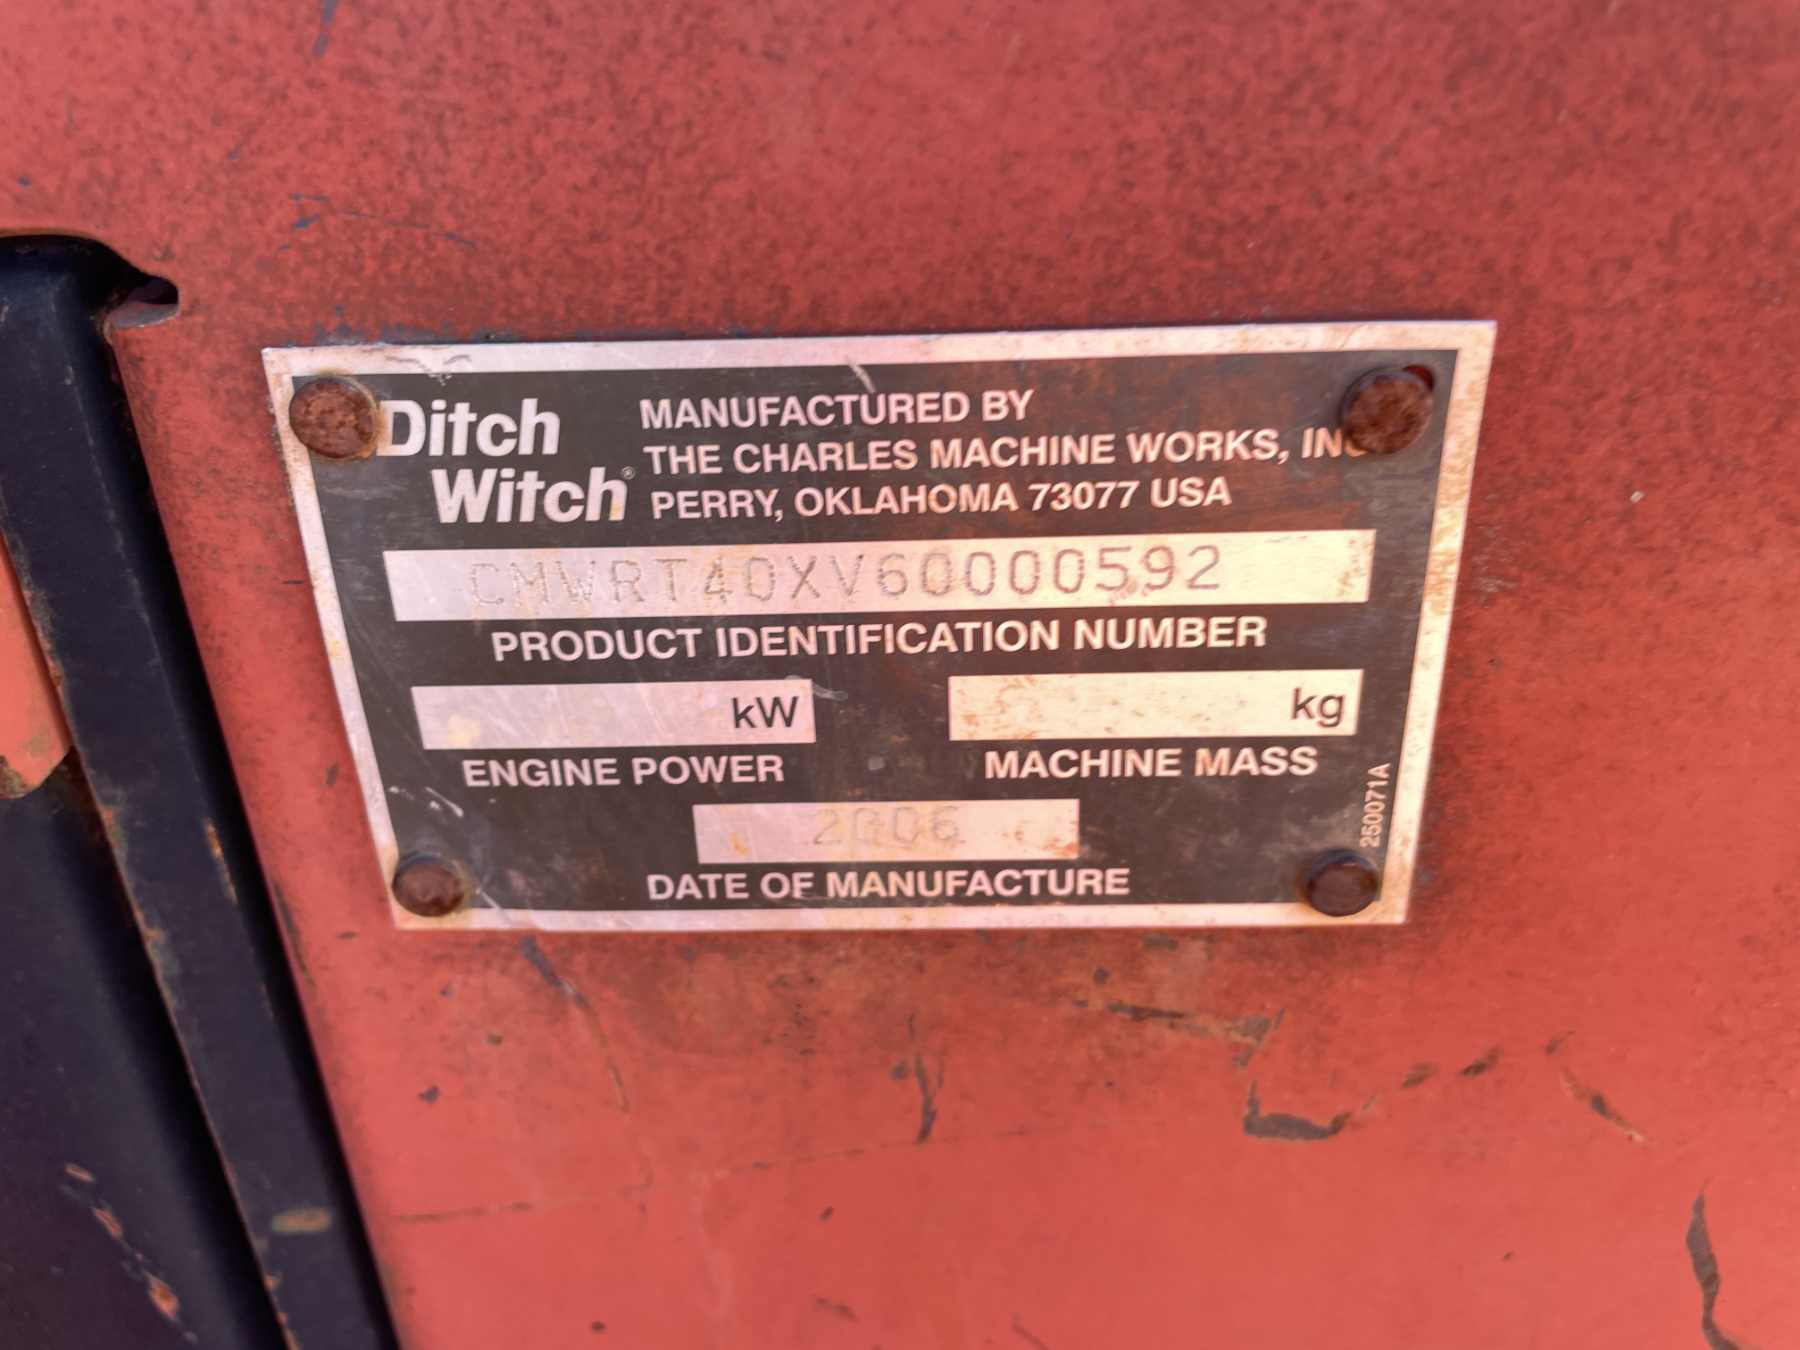 Ditch
Witch®
MANUFACTURED BY
THE CHARLES MACHINE WORKS, INC
PERRY, OKLAHOMA 73077 USA
CMWRT40XV60000592
PRODUCT IDENTIFICATION NUMBER
kW
ENGINE POWER
kg
MACHINE MASS
2006
DATE OF MANUFACTURE
250071A